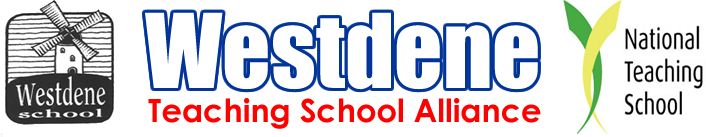 Westdene
school
Westdene
Teaching School Alliance
National
Teaching
School